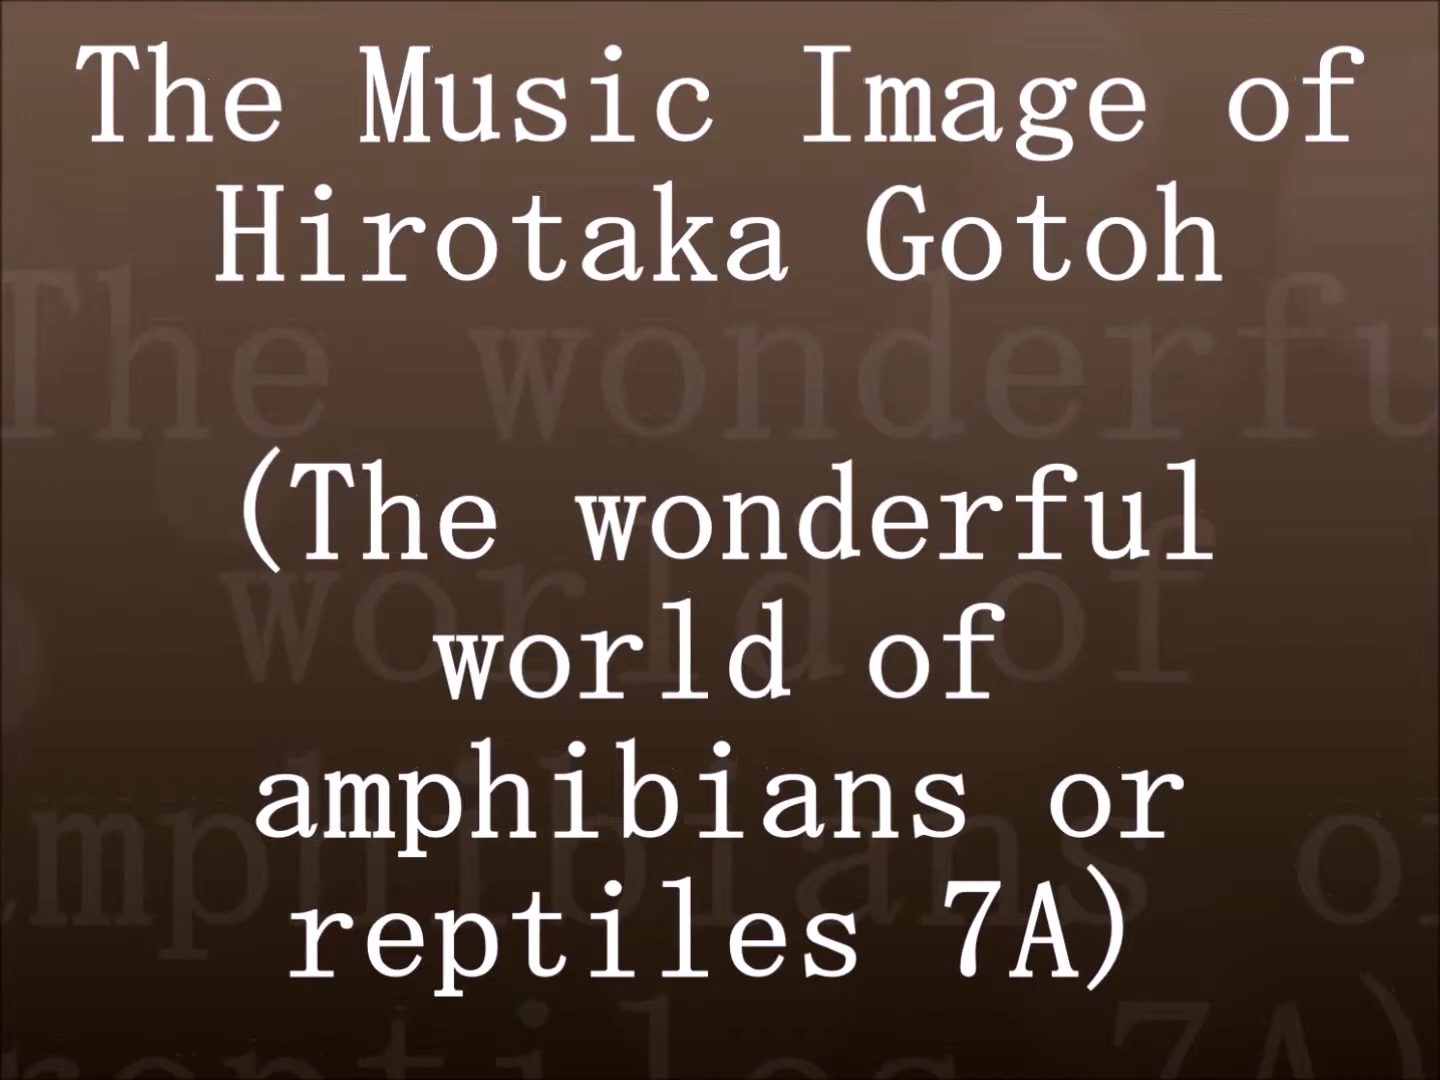 The Music Image of
Hirotaka Gotoh
(The wonderful
world of
amphibians or
reptiles 7A)